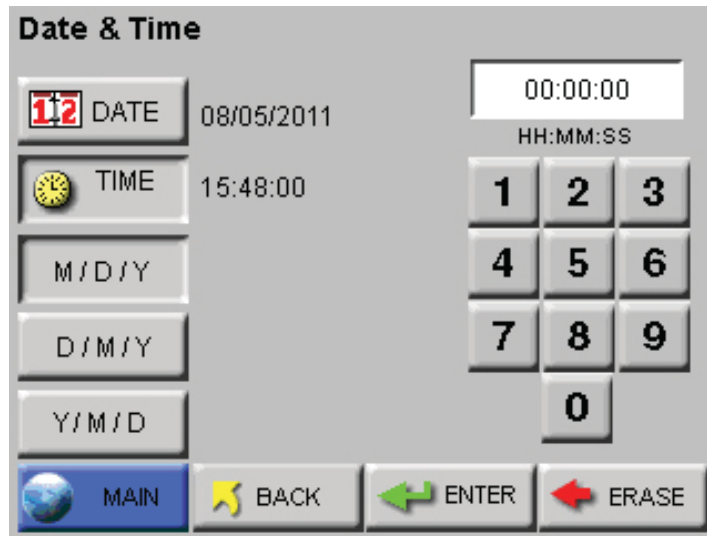 Date & Time
DATE 08/05/2011
00:00:00
HH:MM:SS
TIME 15:48:00
1 2 3
M/D/Y
4 5 6
D/M/Y
7 8 9
Y/M/D
0
MAIN BACK ENTER ERASE